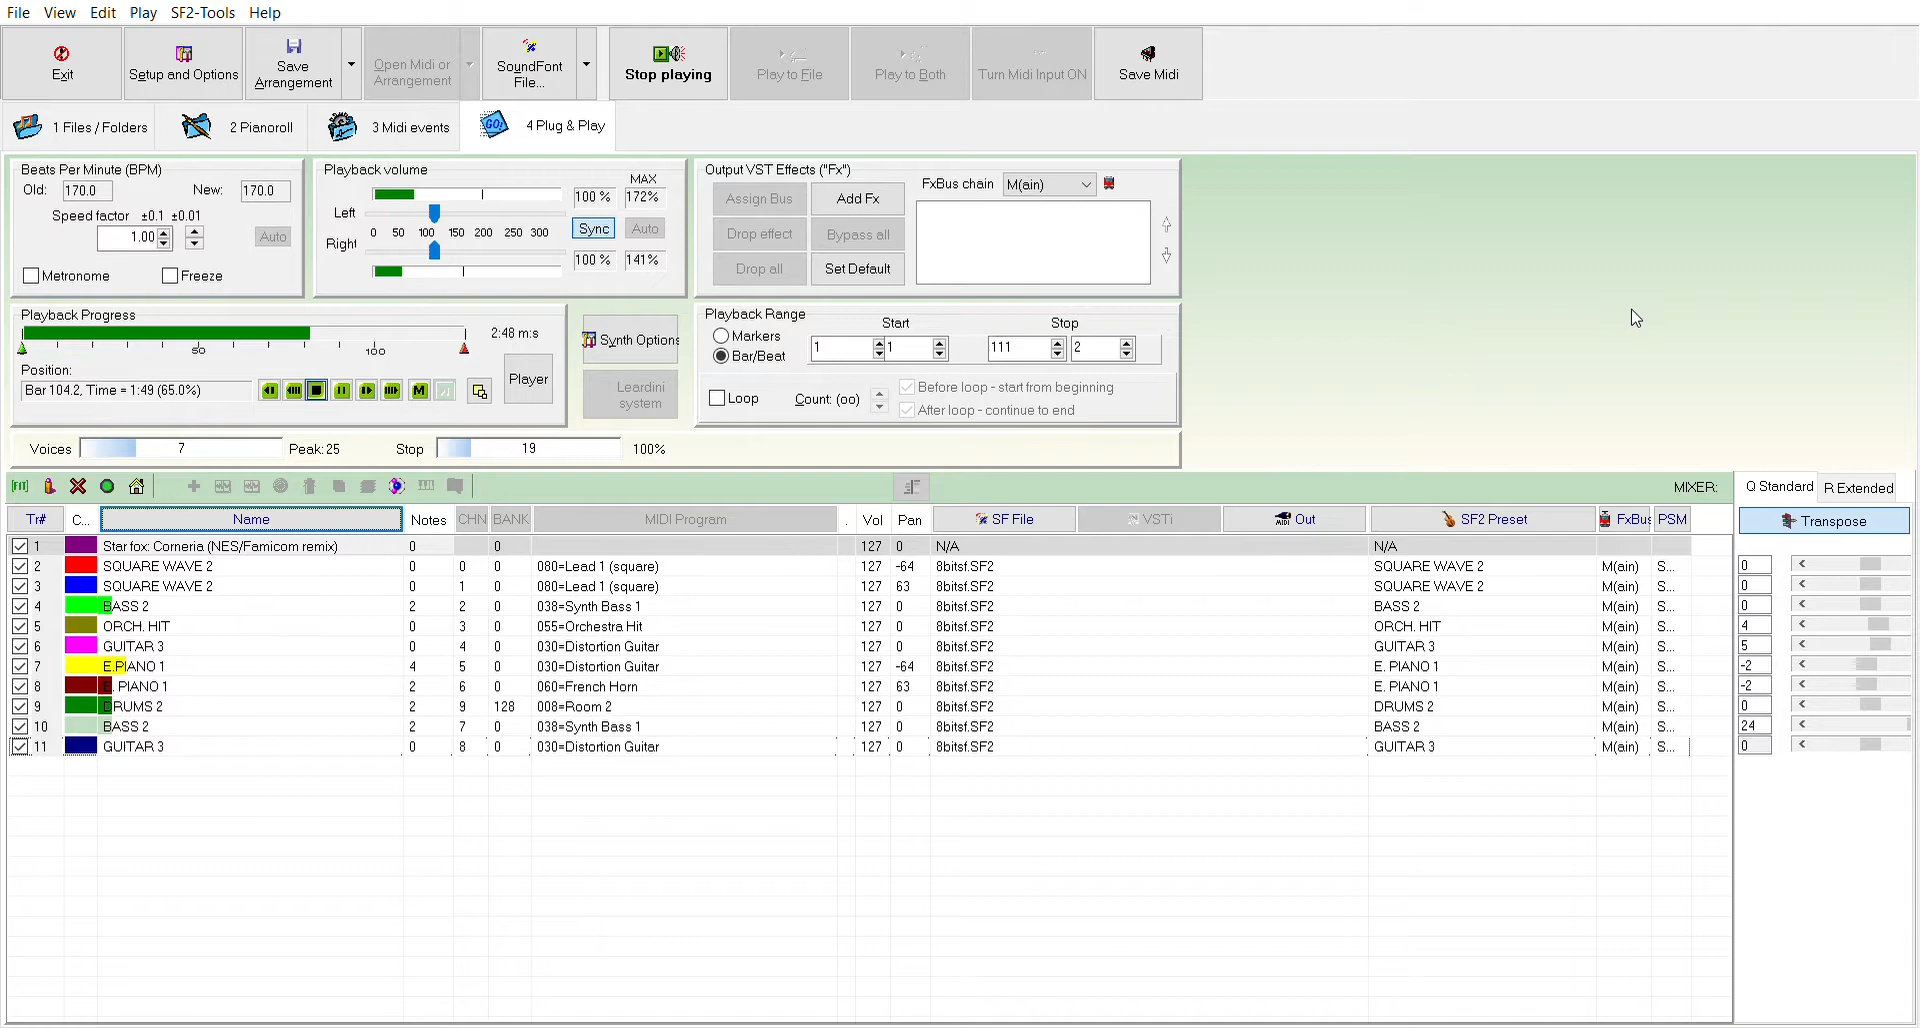 File View Edit Play SF2-Tools Help
Exit
Setup and Options
Save Arrangement
Open Midi or Arrangement
SoundFont File...
Stop playing
Play to File
Play to Both
Turn Midi Input ON
Save Midi
1 Files / Folders
2 Pianoroll
3 Midi events
GO!
4 Plug & Play
Beats Per Minute (BPM)
Old: 170.0 New: 170.0
Speed factor ±0.1 ±0.01
1.00 Auto
Metronome Freeze
Playback volume
MAX
100 % 172%
Left
0 50 100 150 200 250 300 Sync Auto
Right
100 % 141%
Output VST Effects ("Fx")
Assign Bus Add Fx
Drop effect Bypass all
Drop all Set Default
FxBus chain M(ain)
Playback Progress
2:48 m:s
50 100
Position:
Bar 104.2, Time = 1:49 (65.0%)
M
Player
Synth Options
Leardini system
Playback Range
Start Stop
Markers
Bar/Beat
1 1 111 2
Loop Count: (oo)
Before loop - start from beginning
After loop - continue to end
Voices 7 Peak: 25 Stop 19 100%
MIXER: Q Standard R Extended
Tr# C... Name Notes CHN BANK MIDI Program . Vol Pan SF File VSTi Out SF2 Preset FxBus PSM Transpose
1 Star fox: Corneria (NES/Famicom remix) 0 0 127 0 N/A N/A
2 SQUARE WAVE 2 0 0 0 080=Lead 1 (square) 127 -64 8bitsf.SF2 SQUARE WAVE 2 M(ain) S... 0 <
3 SQUARE WAVE 2 0 1 0 080=Lead 1 (square) 127 63 8bitsf.SF2 SQUARE WAVE 2 M(ain) S... 0 <
4 BASS 2 2 2 0 038=Synth Bass 1 127 0 8bitsf.SF2 BASS 2 M(ain) S... 0 <
5 ORCH. HIT 0 3 0 055=Orchestra Hit 127 0 8bitsf.SF2 ORCH. HIT M(ain) S... 4 <
6 GUITAR 3 0 4 0 030=Distortion Guitar 127 0 8bitsf.SF2 GUITAR 3 M(ain) S... 5 <
7 E.PIANO 1 4 5 0 030=Distortion Guitar 127 -64 8bitsf.SF2 E. PIANO 1 M(ain) S... -2 <
8 E. PIANO 1 2 6 0 060=French Horn 127 63 8bitsf.SF2 E. PIANO 1 M(ain) S... -2 <
9 DRUMS 2 2 9 128 008=Room 2 127 0 8bitsf.SF2 DRUMS 2 M(ain) S... 0 <
10 BASS 2 2 7 0 038=Synth Bass 1 127 0 8bitsf.SF2 BASS 2 M(ain) S... 24 <
11 GUITAR 3 0 8 0 030=Distortion Guitar 127 0 8bitsf.SF2 GUITAR 3 M(ain) S... 0 <